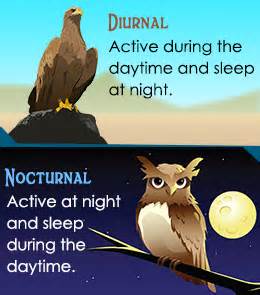 Diurnal
Active during the
daytime and sleep
at night.
Nocturnal
Active at night
and sleep
during the
daytime.